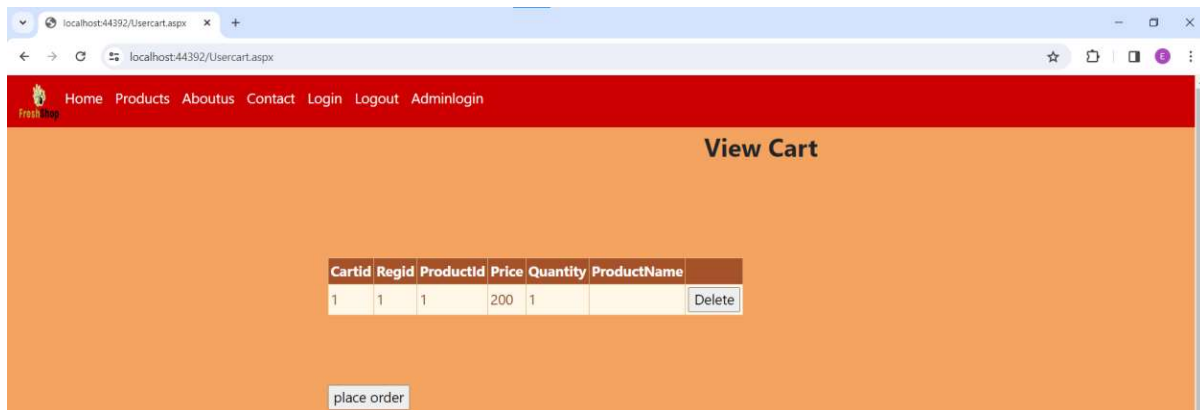 localhost:44392/Usercart.aspx
localhost:44392/Usercart.aspx
E
FreshShop
Home Products Aboutus Contact Login Logout Adminlogin
View Cart
Cartid Regid ProductId Price Quantity ProductName
1 1 1 200 1 Delete
place order